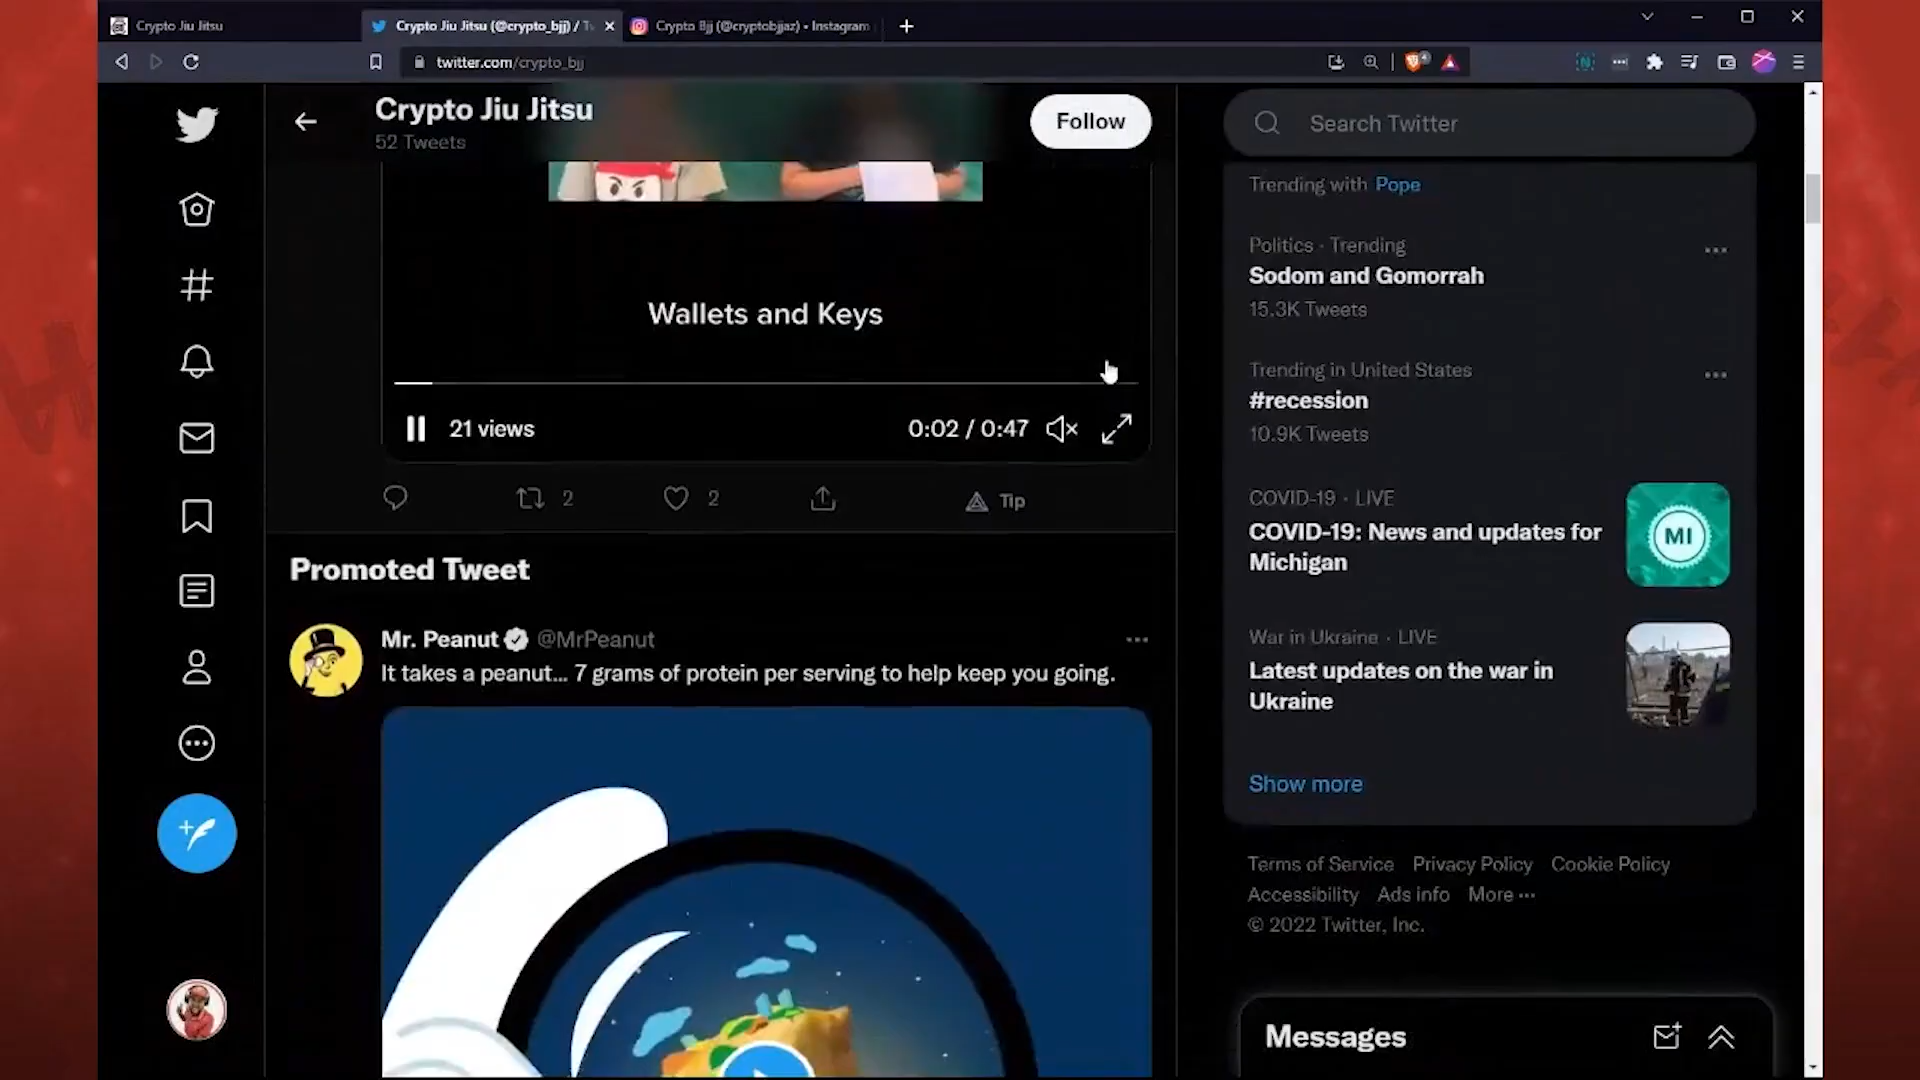 Crypto Jiu Jitsu
Crypto Jiu Jitsu (@crypto_bjj) / Tw
Crypto Bjj (@cryptobjjaz) • Instagram
twitter.com/crypto_bjj
4
Crypto Jiu Jitsu
52 Tweets
Follow
Search Twitter
Wallets and Keys
21 views
0:02 / 0:47
2
2
Tip
Promoted Tweet
Mr. Peanut @MrPeanut
It takes a peanut... 7 grams of protein per serving to help keep you going.
Trending with Pope
Politics · Trending
Sodom and Gomorrah
15.3K Tweets
Trending in United States
#recession
10.9K Tweets
COVID-19 · LIVE
COVID-19: News and updates for
Michigan
MI
War in Ukraine · LIVE
Latest updates on the war in
Ukraine
Show more
Terms of Service Privacy Policy Cookie Policy
Accessibility Ads info More ···
© 2022 Twitter, Inc.
Messages